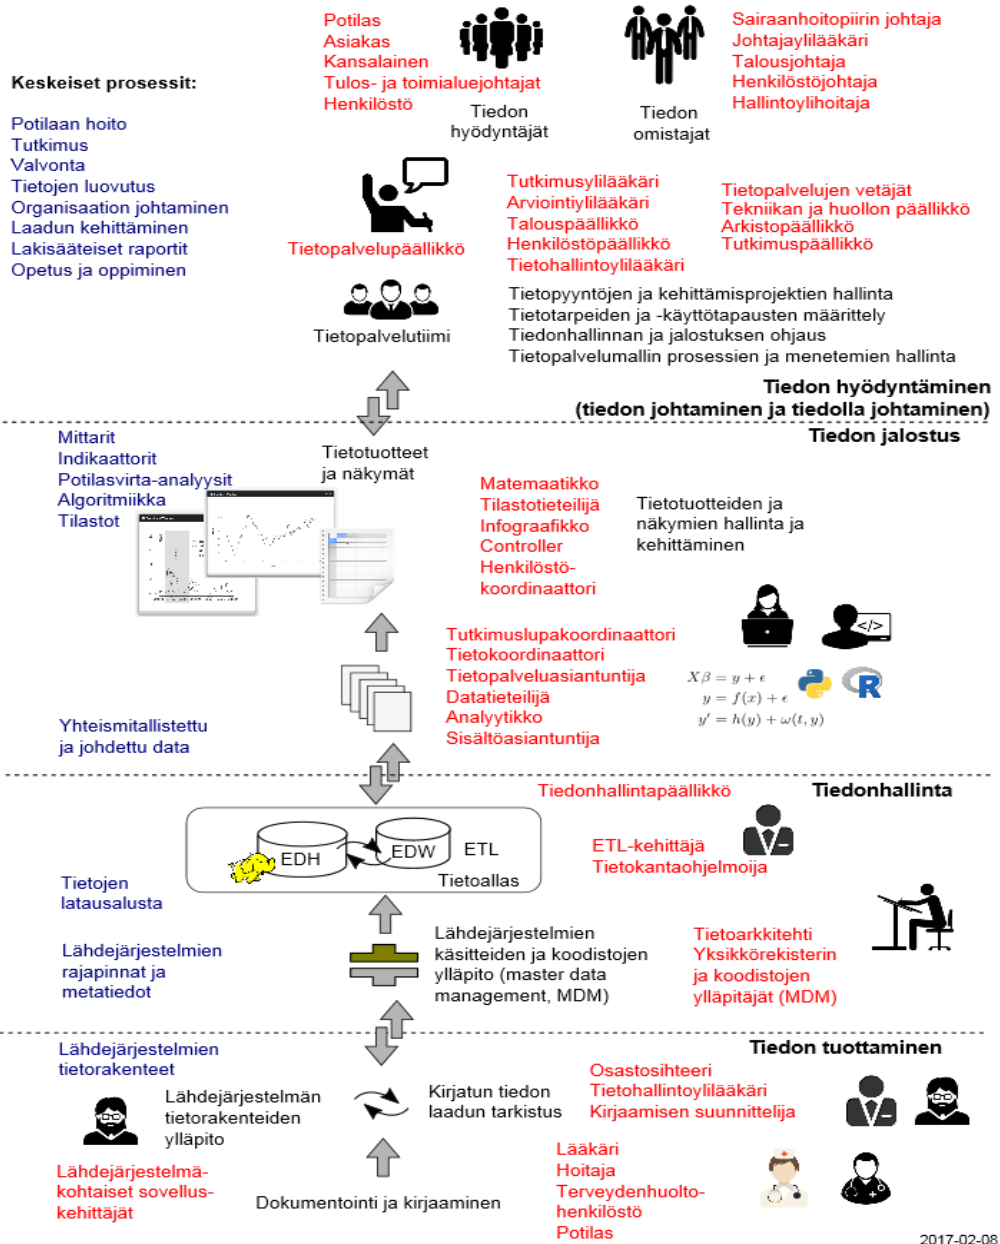 Potilas
Asiakas
Kansalainen
Tulos- ja toimialuejohtajat
Henkilöstö
Tiedon
hyödyntäjät
Tiedon
omistajat
Sairaanhoitopiirin johtaja
Johtajaylilääkäri
Talousjohtaja
Henkilöstöjohtaja
Hallintoylihoitaja
Keskeiset prosessit:
Potilaan hoito
Tutkimus
Valvonta
Tietojen luovutus
Organisaation johtaminen
Laadun kehittäminen
Lakisääteiset raportit
Opetus ja oppiminen
Tietopalvelupäällikkö
Tutkimusylilääkäri
Arviointiylilääkäri
Talouspäällikkö
Henkilöstöpäällikkö
Tietohallintoylilääkäri
Tietopalvelujen vetäjät
Tekniikan ja huollon päällikkö
Arkistopäällikkö
Tutkimuspäällikkö
Tietopalvelutiimi
Tietopyyntöjen ja kehittämisprojektien hallinta
Tietotarpeiden ja -käyttötapausten määrittely
Tiedonhallinnan ja jalostuksen ohjaus
Tietopalvelumallin prosessien ja menetemien hallinta
Tiedon hyödyntäminen
(tiedon johtaminen ja tiedolla johtaminen)
Tiedon jalostus
Mittarit
Indikaattorit
Potilasvirta-analyysit
Algoritmiikka
Tilastot
Tietotuotteet
ja näkymät
Matemaatikko
Tilastotieteilijä
Infograafikko
Controller
Henkilöstö-
koordinaattori
Tietotuotteiden ja
näkymien hallinta ja
kehittäminen
</>
Tutkimuslupakoordinaattori
Tietokoordinaattori
Tietopalveluasiantuntija
Datatieteilijä
Analyytikko
Sisältöasiantuntija
Xβ = y + ϵ
y = f(x) + ϵ
y′ = h(y) + ω(t, y)
R
Yhteismitallistettu
ja johdettu data
Tiedonhallinta
Tiedonhallintapäällikkö
ETL-kehittäjä
Tietokantaohjelmoija
EDH
EDW
ETL
Tietoallas
Tietojen
latausalusta
Lähdejärjestelmien
rajapinnat ja
metatiedot
Lähdejärjestelmien
käsitteiden ja koodistojen
ylläpito (master data
management, MDM)
Tietoarkkitehti
Yksikkörekisterin
ja koodistojen
ylläpitäjät (MDM)
Tiedon tuottaminen
Lähdejärjestelmien
tietorakenteet
Lähdejärjestelmän
tietorakenteiden
ylläpito
Kirjatun tiedon
laadun tarkistus
Osastosihteeri
Tietohallintoylilääkäri
Kirjaamisen suunnittelija
Lähdejärjestelmä-
kohtaiset sovellus-
kehittäjät
Dokumentointi ja kirjaaminen
Lääkäri
Hoitaja
Terveydenhuolto-
henkilöstö
Potilas
2017-02-08